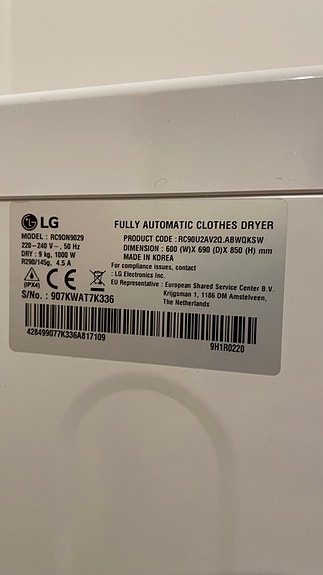 LG
FULLY AUTOMATIC CLOTHES DRYER
MODEL : RC9DN9029
220 - 240 V~, 50 Hz
DRY : 9 kg, 1000 W
R290/145g, 4.5 A
PRODUCT CODE : RC90U2AV2Q.ABWQKSW
DIMENSION : 600 (W)X 690 (D)X 850 (H) mm
MADE IN KOREA
For compliance issues, contact
: LG Electronics Inc.
EU Representative : European Shared Service Center B.V.
Krijgsman 1, 1186 DM Amstelveen,
The Netherlands
(IPX4)
CE
S/No. : 907KWAT7K336
428499077K336A817109
9H1R0220